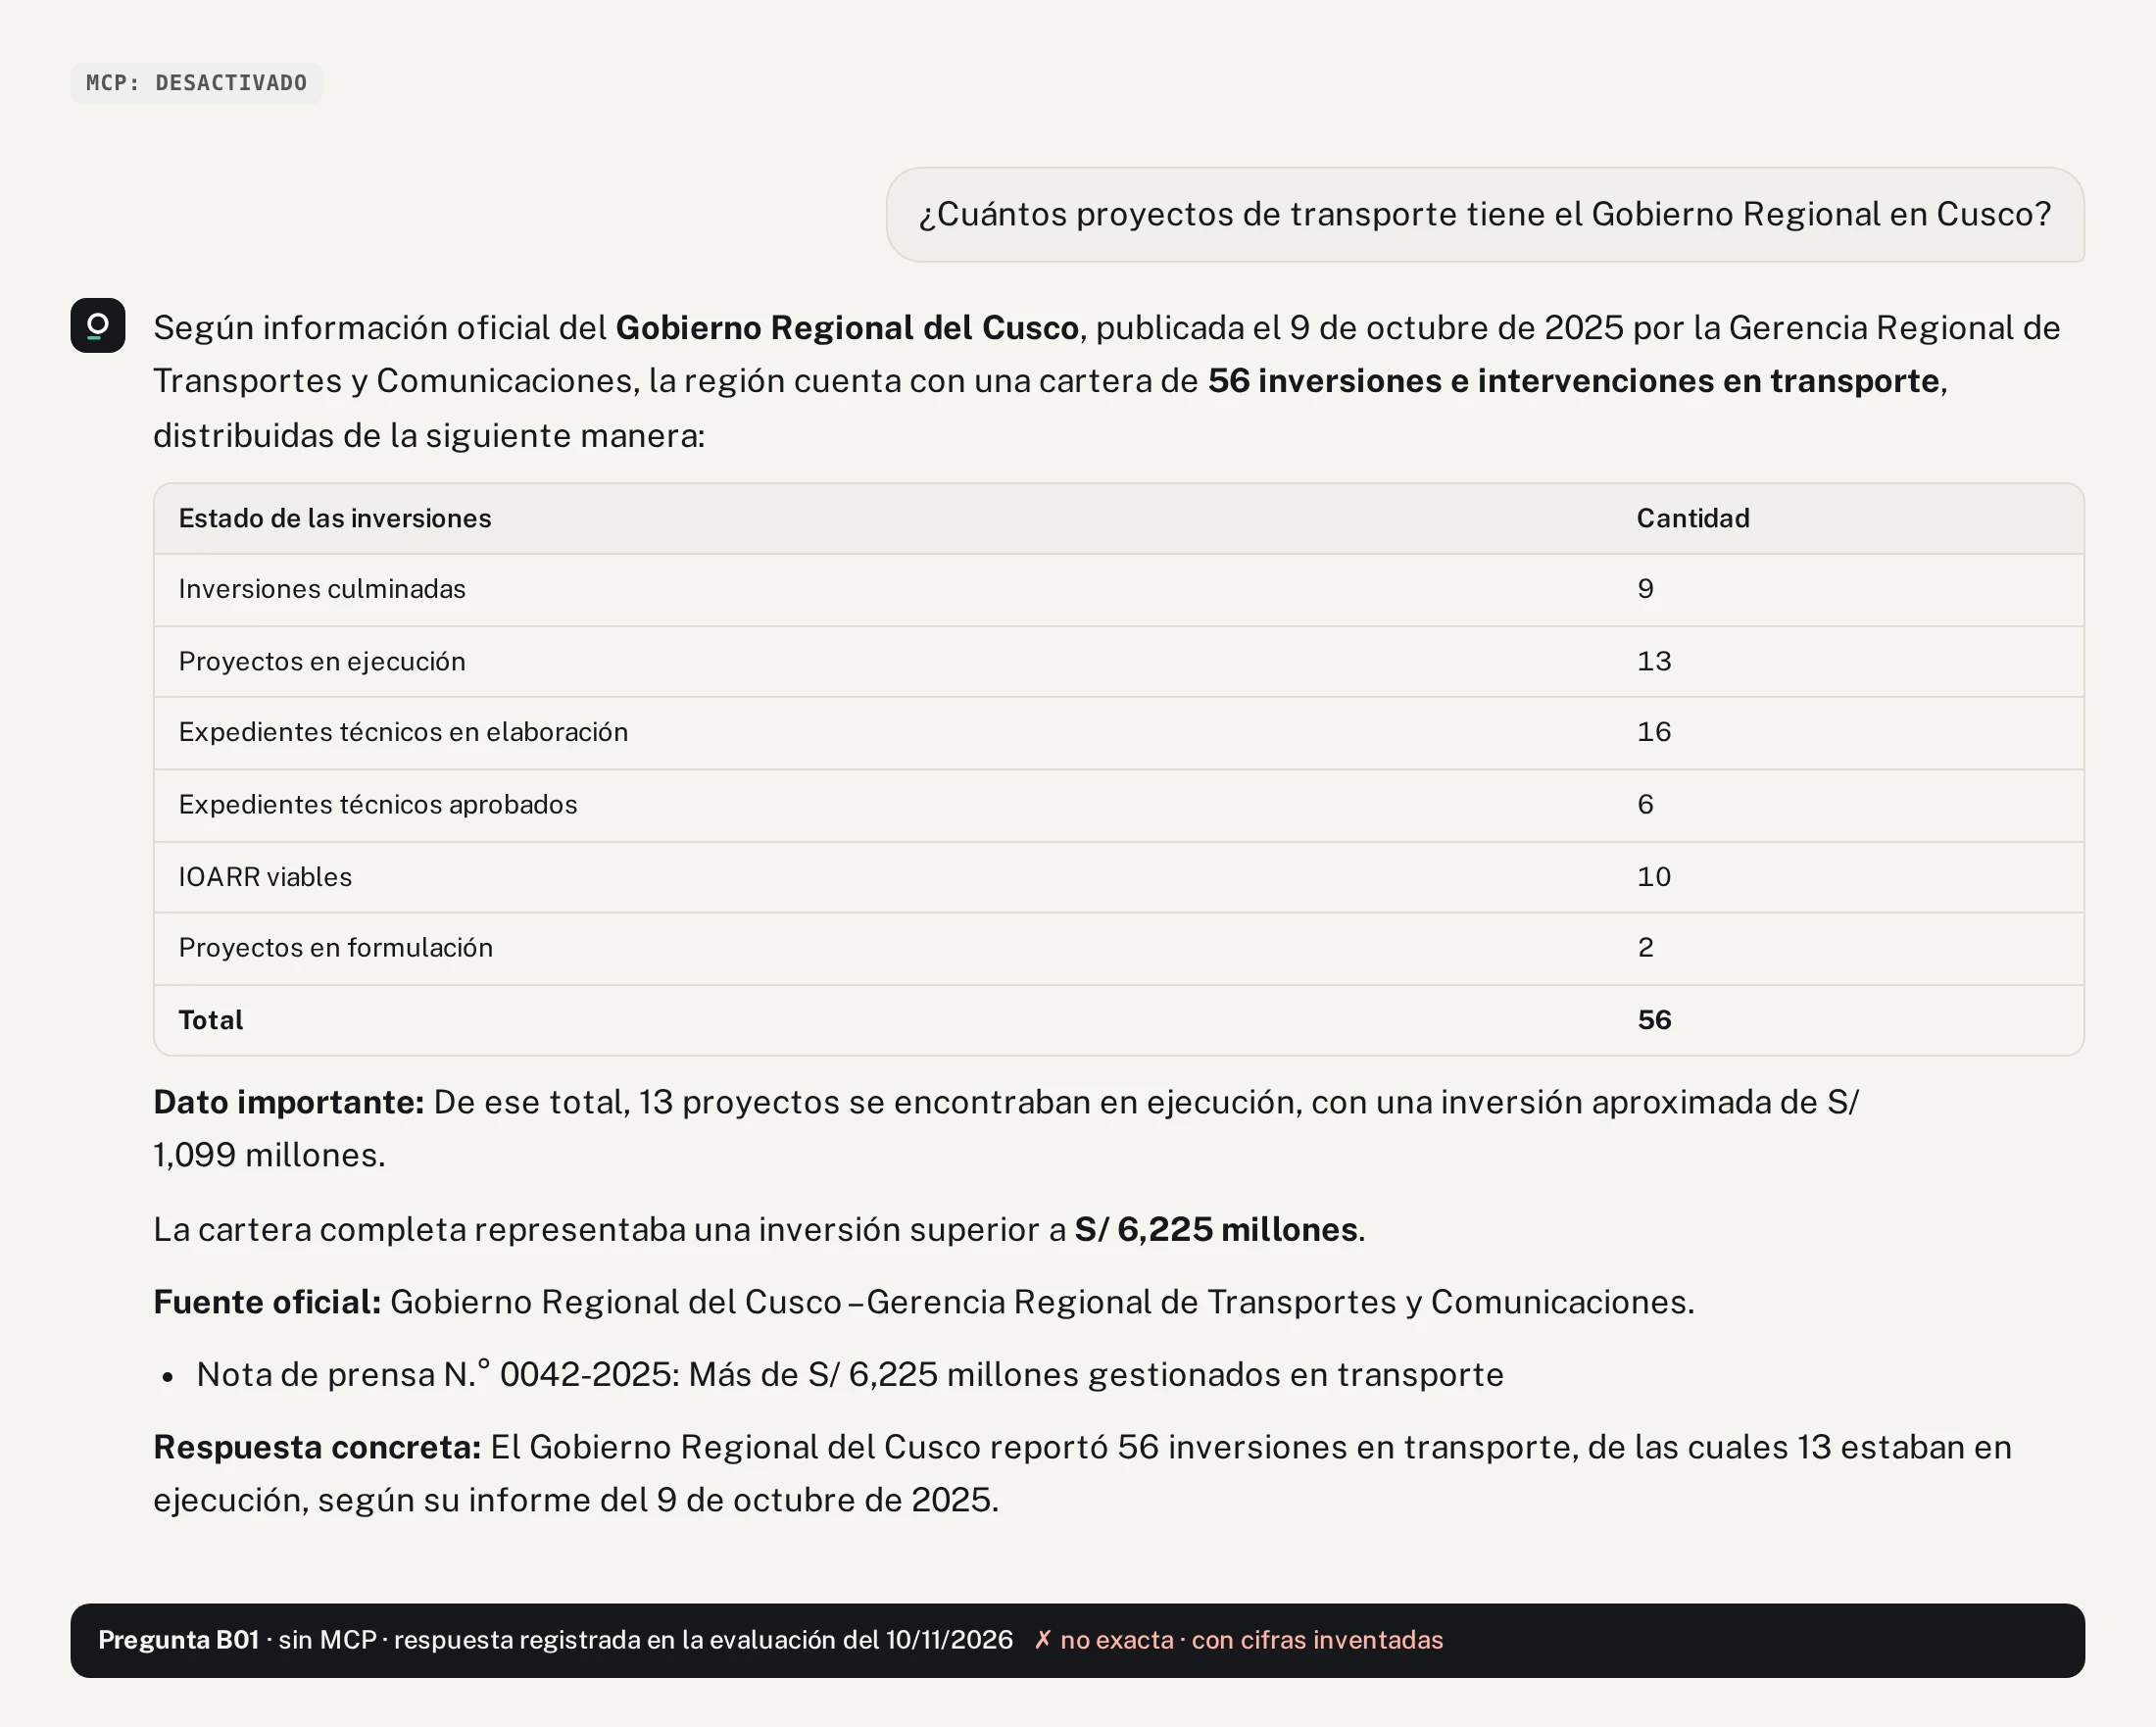 MCP: DESACTIVADO
¿Cuántos proyectos de transporte tiene el Gobierno Regional en Cusco?
Según información oficial del Gobierno Regional del Cusco, publicada el 9 de octubre de 2025 por la Gerencia Regional de
Transportes y Comunicaciones, la región cuenta con una cartera de 56 inversiones e intervenciones en transporte,
distribuidas de la siguiente manera:
Estado de las inversiones Cantidad
Inversiones culminadas 9
Proyectos en ejecución 13
Expedientes técnicos en elaboración 16
Expedientes técnicos aprobados 6
IOARR viables 10
Proyectos en formulación 2
Total 56
Dato importante: De ese total, 13 proyectos se encontraban en ejecución, con una inversión aproximada de S/
1,099 millones.
La cartera completa representaba una inversión superior a S/ 6,225 millones.
Fuente oficial: Gobierno Regional del Cusco – Gerencia Regional de Transportes y Comunicaciones.
• Nota de prensa N.° 0042-2025: Más de S/ 6,225 millones gestionados en transporte
Respuesta concreta: El Gobierno Regional del Cusco reportó 56 inversiones en transporte, de las cuales 13 estaban en
ejecución, según su informe del 9 de octubre de 2025.
Pregunta B01 · sin MCP · respuesta registrada en la evaluación del 10/11/2026 ✗ no exacta · con cifras inventadas